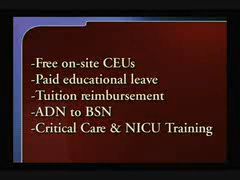 -Free on-site CEUs
-Paid educational leave
-Tuition reimbursement
-ADN to BSN
-Critical Care & NICU Training